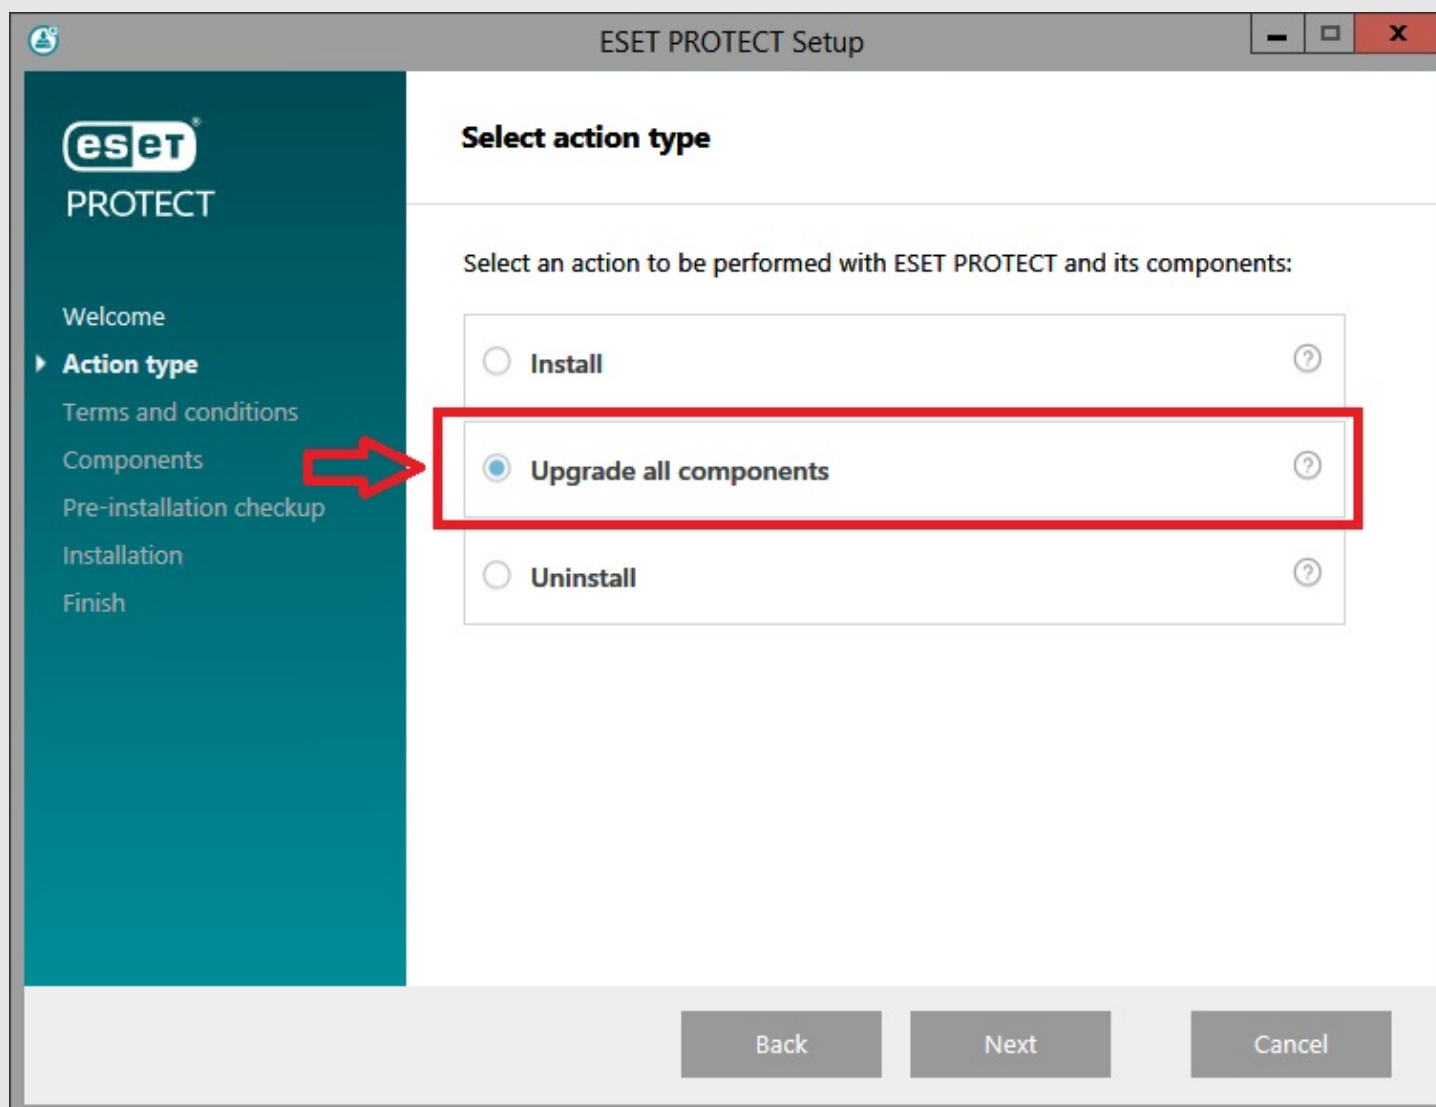 ESET PROTECT Setup
eset
PROTECT
Welcome
Action type
Terms and conditions
Components
Pre-installation checkup
Installation
Finish
Select action type
Select an action to be performed with ESET PROTECT and its components:
Install
Upgrade all components
Uninstall
Back
Next
Cancel